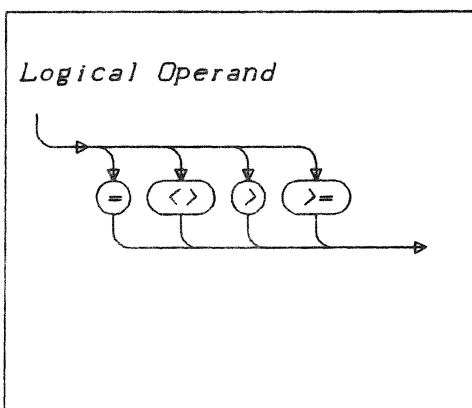 Logical Operand
= <> > >=